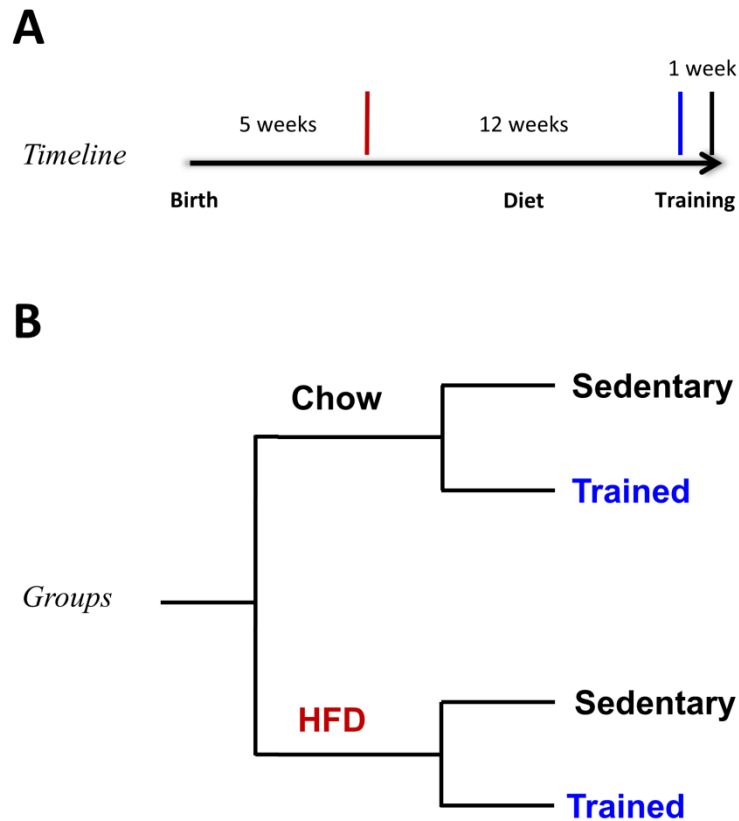 A
1 week
5 weeks
12 weeks
Timeline
Birth
Diet
Training
B
Chow
Sedentary
Trained
Groups
HFD
Sedentary
Trained